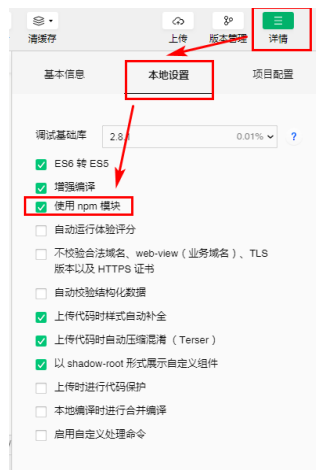 清缓存 上传 版本管理 详情
基本信息 本地设置 项目配置
调试基础库 2.8.1 0.01% ?
ES6 转 ES5
增强编译
使用 npm 模块
自动运行体验评分
不校验合法域名、web-view（业务域名）、TLS
版本以及 HTTPS 证书
自动校验结构化数据
上传代码时样式自动补全
上传代码时自动压缩混淆 （Terser）
以 shadow-root 形式展示自定义组件
上传时进行代码保护
本地编译时进行合并编译
启用自定义处理命令